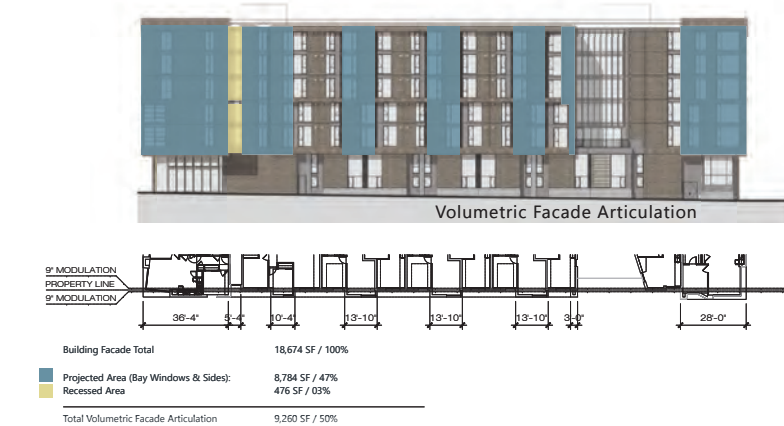 Volumetric Facade Articulation
9" MODULATION
PROPERTY LINE
9" MODULATION
36'-4" 5'-4" 10'-4" 13'-10" 13'-10" 13'-10" 3'-0" 28'-0"
Building Facade Total 18,674 SF / 100%
Projected Area (Bay Windows & Sides): 8,784 SF / 47%
Recessed Area 476 SF / 03%
Total Volumetric Facade Articulation 9,260 SF / 50%